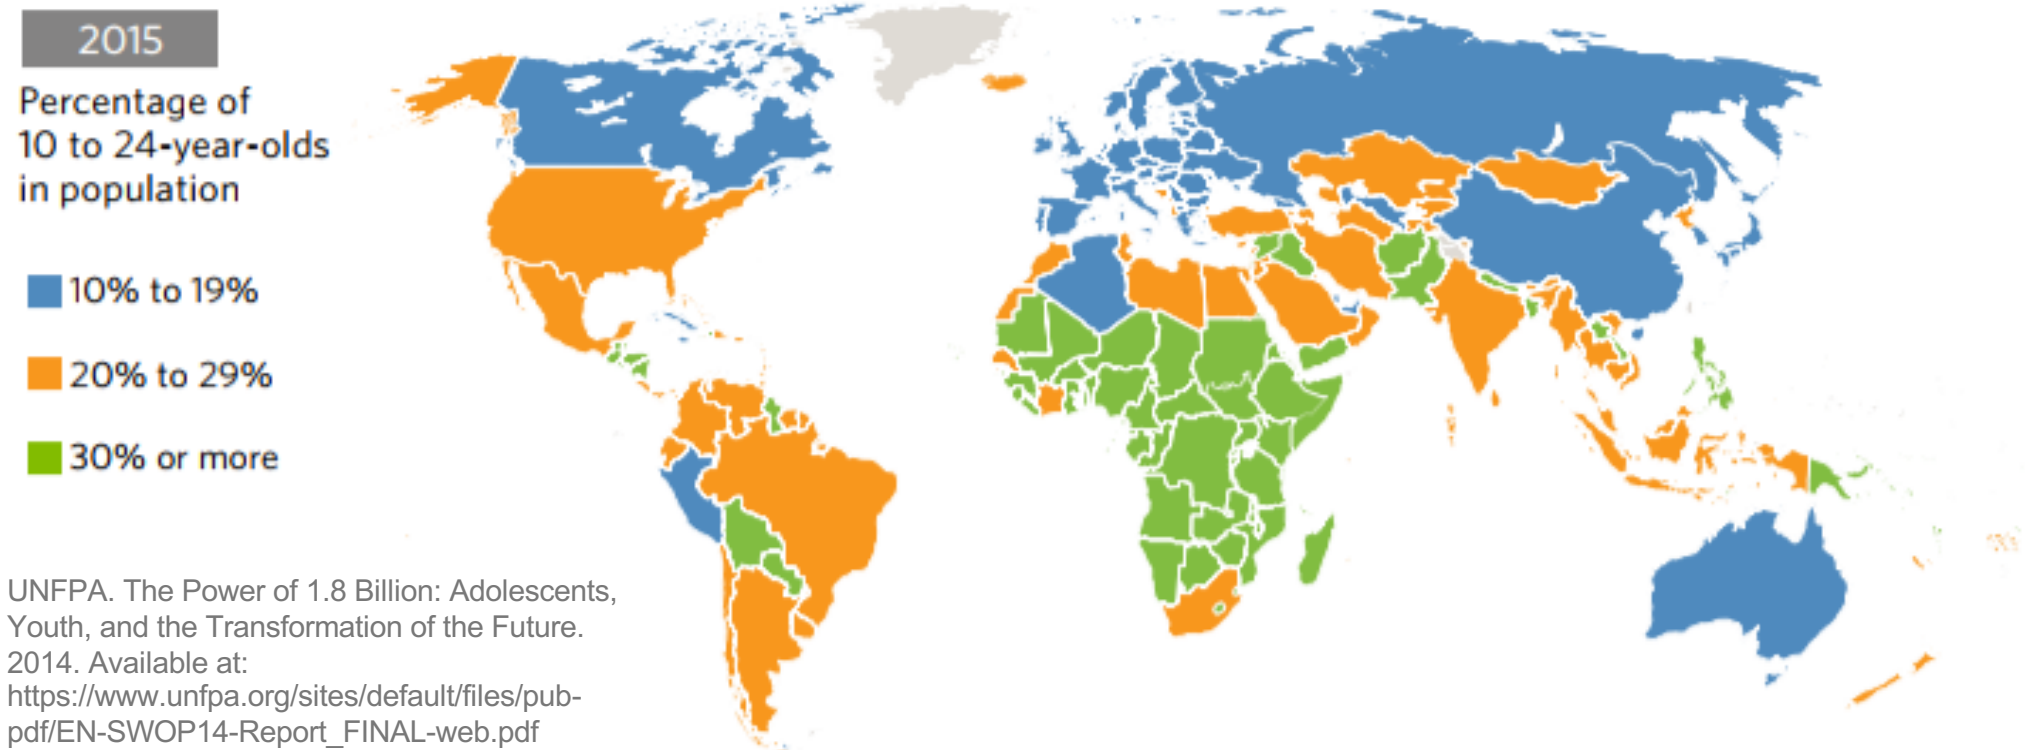 2015
Percentage of
10 to 24-year-olds
in population
10% to 19%
20% to 29%
30% or more
UNFPA. The Power of 1.8 Billion: Adolescents,
Youth, and the Transformation of the Future.
2014. Available at:
https://www.unfpa.org/sites/default/files/pub-
pdf/EN-SWOP14-Report_FINAL-web.pdf